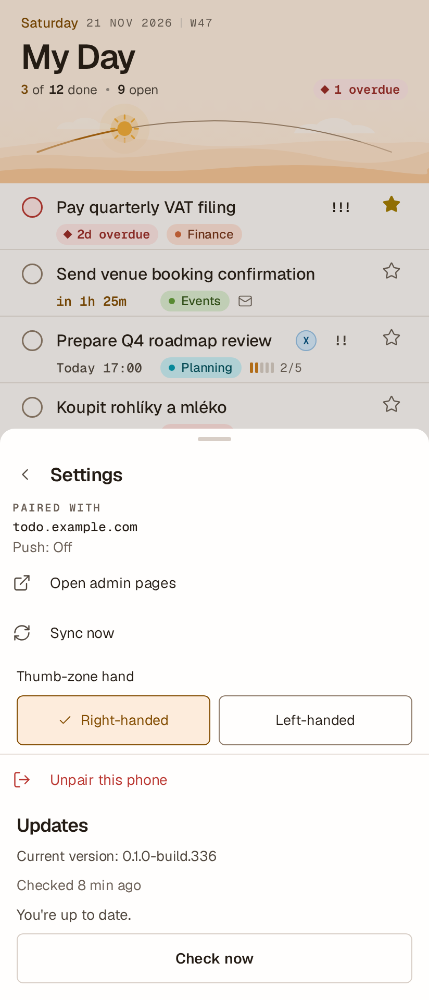 Saturday 21 NOV 2026 | W47
My Day
3 of 12 done • 9 open
1 overdue
Pay quarterly VAT filing !!!
2d overdue Finance
Send venue booking confirmation
in 1h 25m Events
Prepare Q4 roadmap review X !!
Today 17:00 Planning 2/5
Koupit rohlíky a mléko
Settings
PAIRED WITH
todo.example.com
Push: Off
Open admin pages
Sync now
Thumb-zone hand
Right-handed
Left-handed
Unpair this phone
Updates
Current version: 0.1.0-build.336
Checked 8 min ago
You're up to date.
Check now